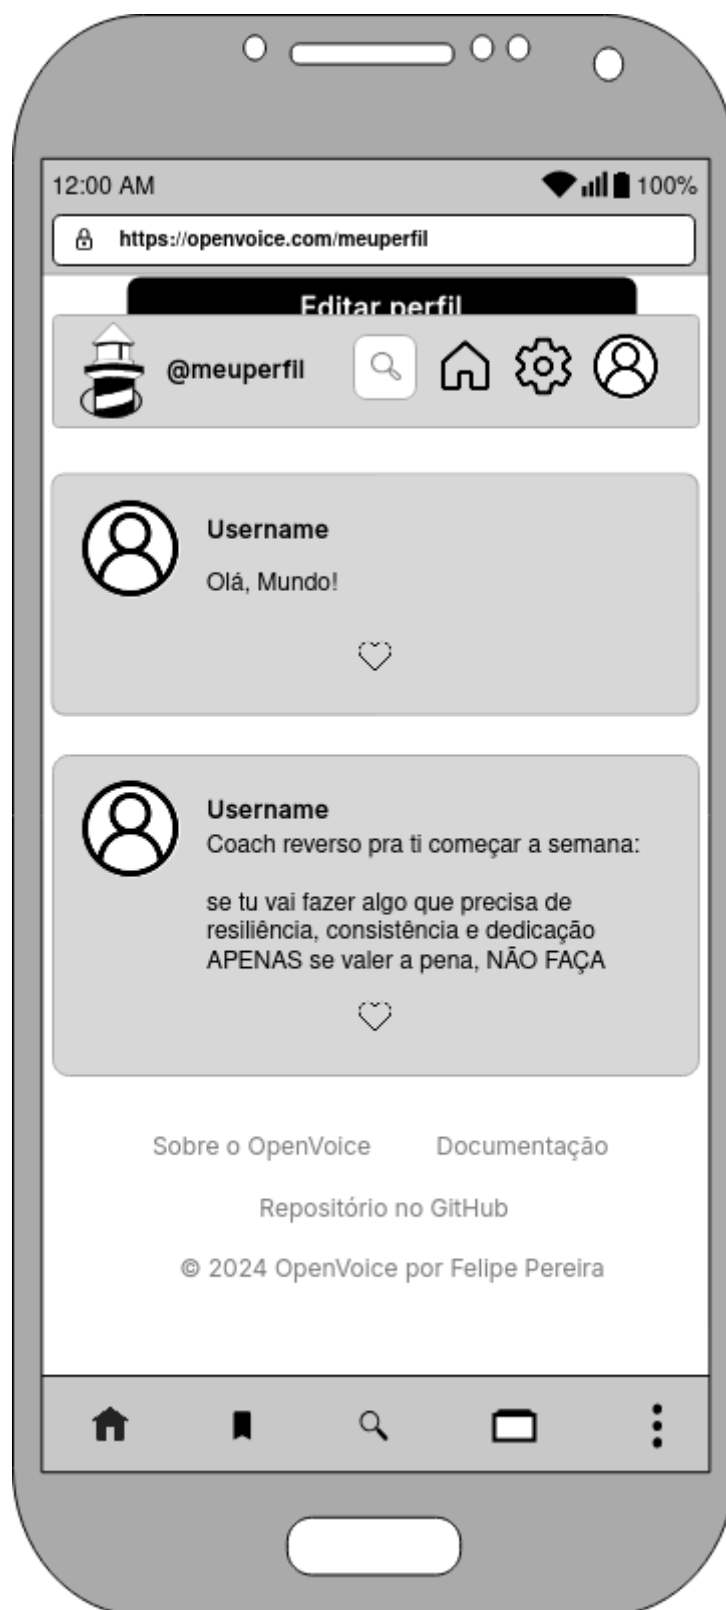 12:00 AM 100%
https://openvoice.com/meuperfil
Editar perfil
@meuperfil
Username
Olá, Mundo!
Username
Coach reverso pra ti começar a semana:
se tu vai fazer algo que precisa de
resiliência, consistência e dedicação
APENAS se valer a pena, NÃO FAÇA
Sobre o OpenVoice Documentação
Repositório no GitHub
© 2024 OpenVoice por Felipe Pereira